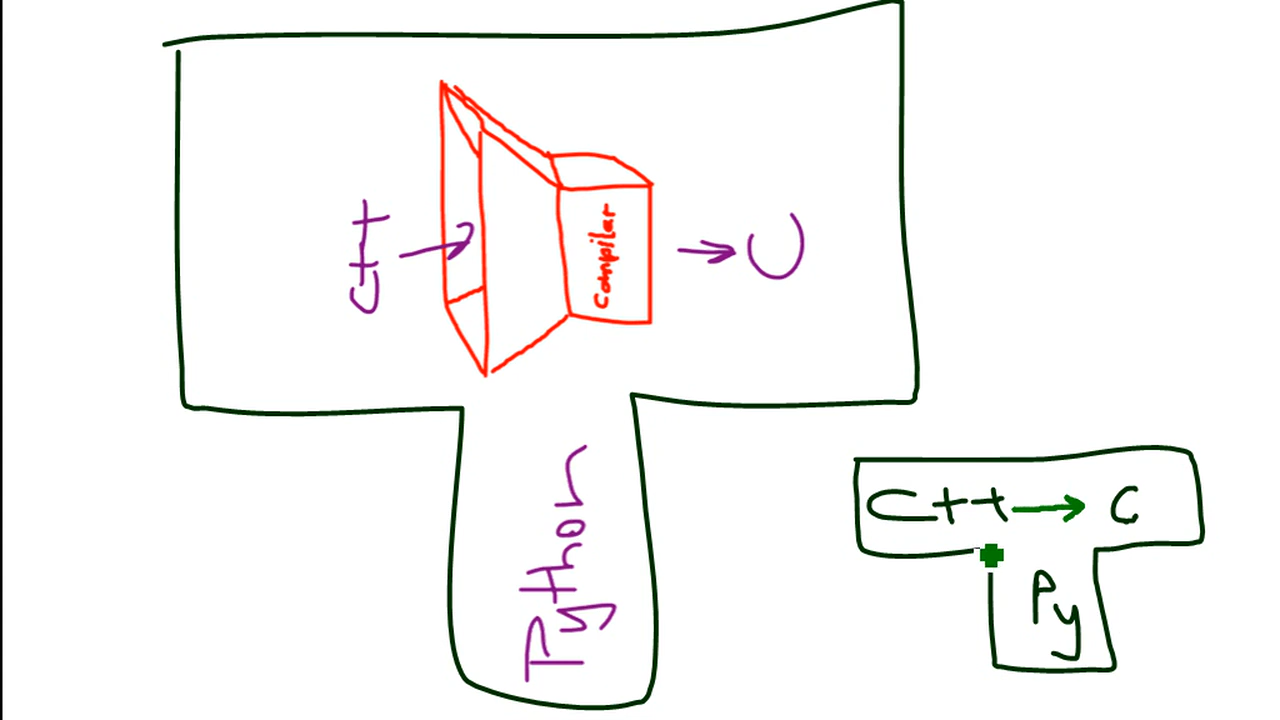 C++ → Compiler → C
Python
C++ → C
Py